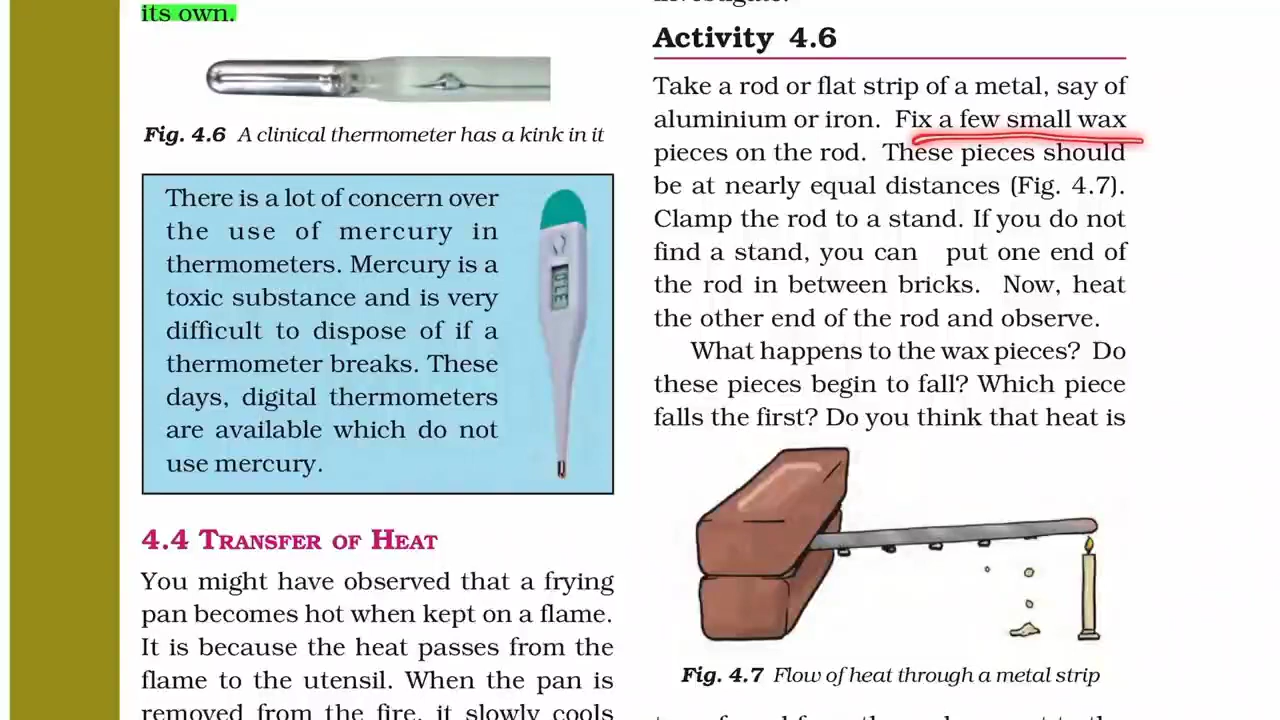 its own.
Fig. 4.6 A clinical thermometer has a kink in it
There is a lot of concern over
the use of mercury in
thermometers. Mercury is a
toxic substance and is very
difficult to dispose of if a
thermometer breaks. These
days, digital thermometers
are available which do not
use mercury.
4.4 TRANSFER OF HEAT
You might have observed that a frying
pan becomes hot when kept on a flame.
It is because the heat passes from the
flame to the utensil. When the pan is
removed from the fire, it slowly cools
Activity 4.6
Take a rod or flat strip of a metal, say of
aluminium or iron. Fix a few small wax
pieces on the rod. These pieces should
be at nearly equal distances (Fig. 4.7).
Clamp the rod to a stand. If you do not
find a stand, you can put one end of
the rod in between bricks. Now, heat
the other end of the rod and observe.
What happens to the wax pieces? Do
these pieces begin to fall? Which piece
falls the first? Do you think that heat is
Fig. 4.7 Flow of heat through a metal strip